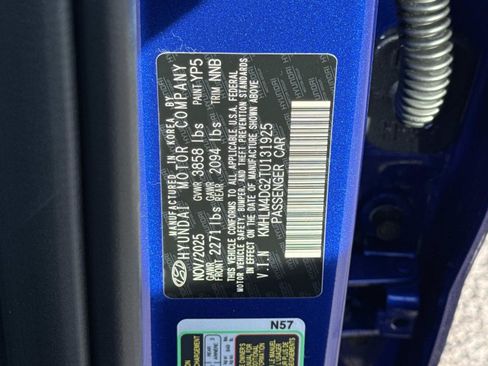 MANUFACTURED IN KOREA BY
HYUNDAI MOTOR COMPANY
NOV/2025 GVWR 3858 lbs PAINT YP5
GAWR FRONT 2271 lbs GAWR REAR 2094 lbs TRIM NNB
THIS VEHICLE CONFORMS TO ALL APPLICABLE U.S.A. FEDERAL
MOTOR VEHICLE SAFETY, BUMPER, AND THEFT PREVENTION STANDARDS
IN EFFECT ON THE DATE OF MANUFACTURE SHOWN ABOVE.
V.I.N KMHLM4DG2TU131925
PASSENGER CAR
N57